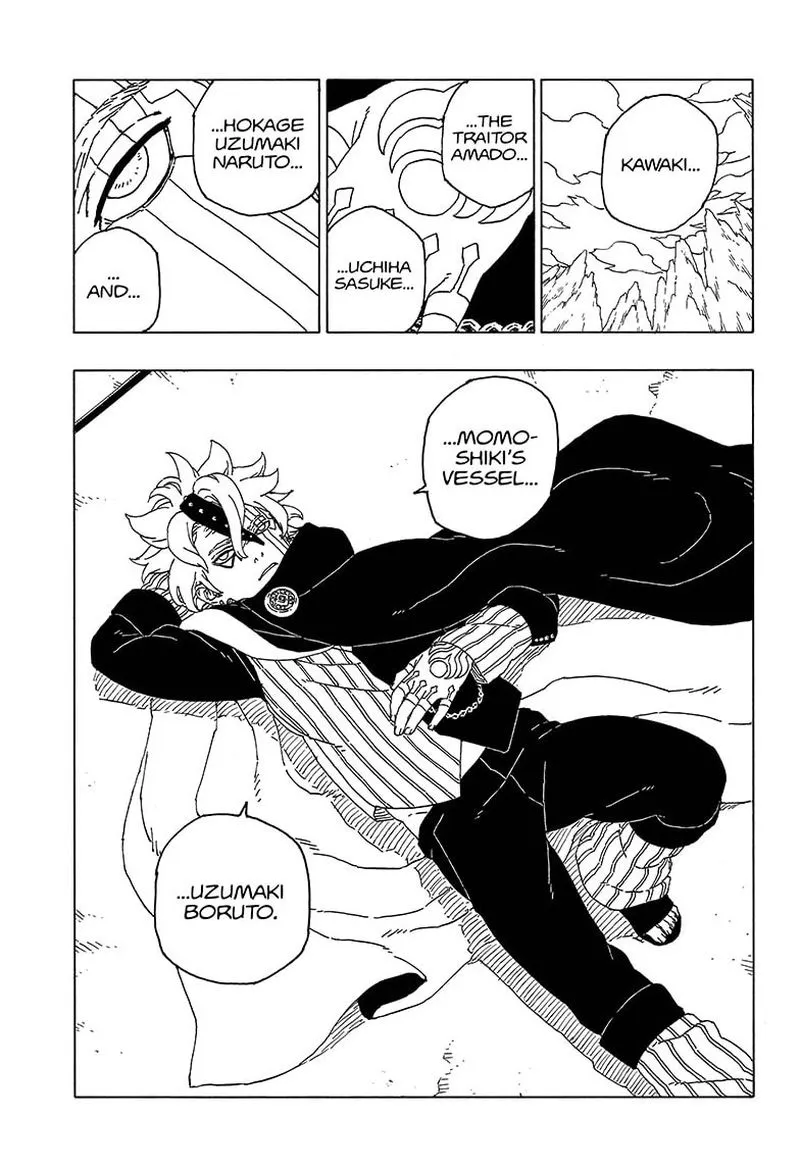 KAWAKI...
...THE
TRAITOR
AMADO...
...UCHIHA
SASUKE...
...HOKAGE
UZUMAKI
NARUTO...
...
AND...
...MOMO-
SHIKI'S
VESSEL...
...UZUMAKI
BORUTO.